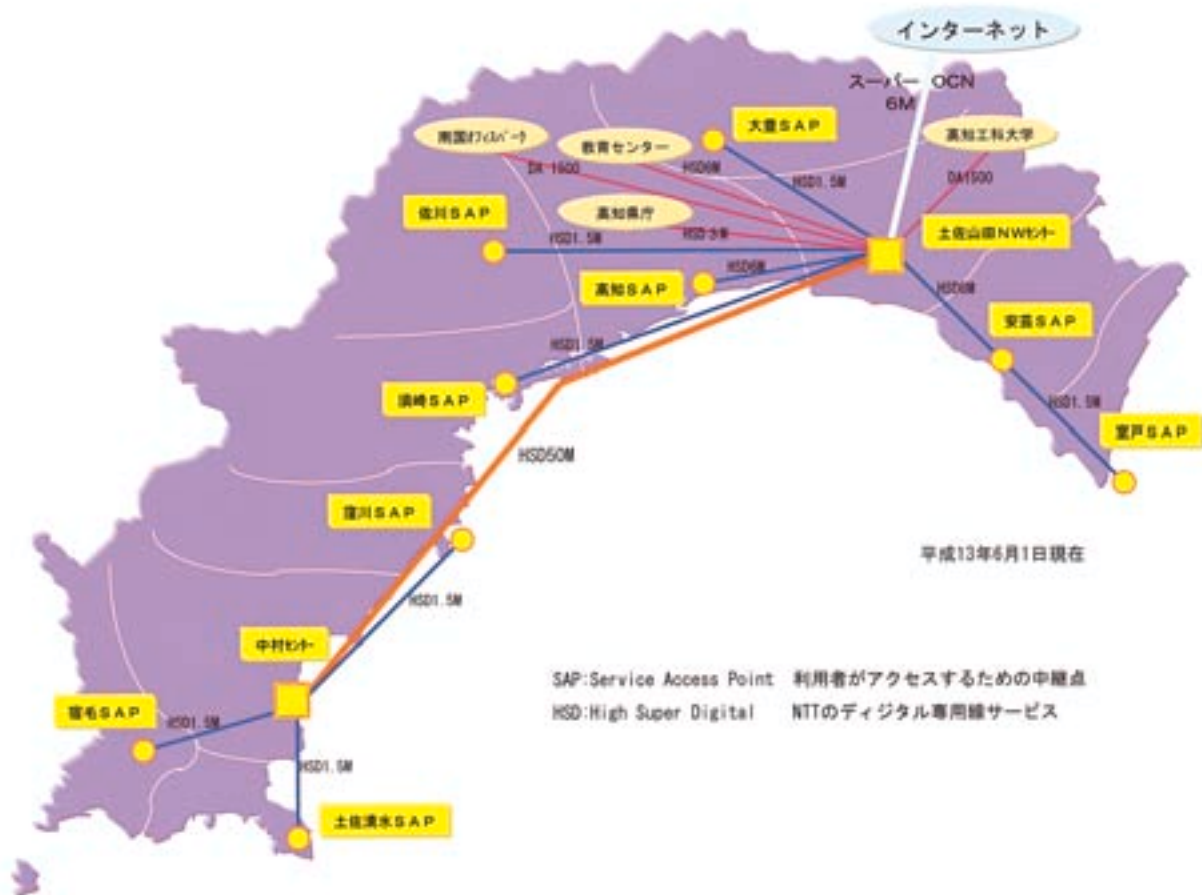 インターネット
スーパー OCN
6M
大豊SAP
高知工科大学
南国オフィスパーク
教育センター
DA 1500
HSD6M
HSD1.5M
DA1500
佐川SAP
高知県庁
HSD1.5M
土佐山田NWセンター
高知SAP
HSD6M
HSD1.5M
安芸SAP
須崎SAP
HSD1.5M
室戸SAP
HSD50M
窪川SAP
平成13年6月1日現在
HSD1.5M
中村センター
SAP:Service Access Point 利用者がアクセスするための中継点
HSD:High Super Digital NTTのディジタル専用線サービス
宿毛SAP
HSD1.5M
HSD1.5M
土佐清水SAP